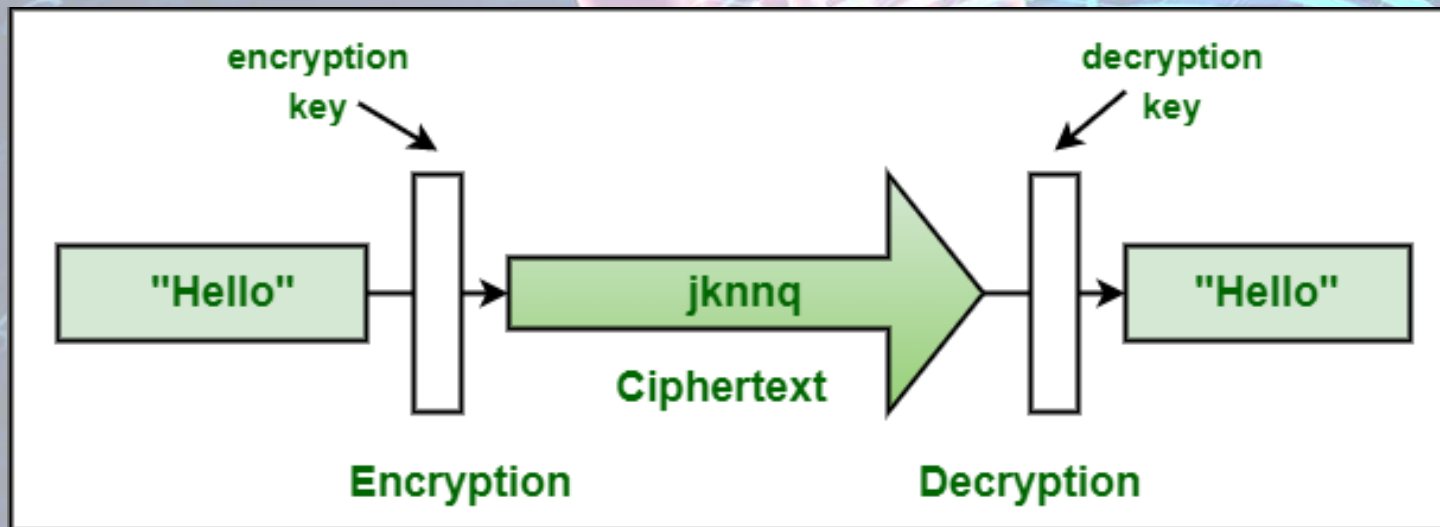 encryption
key
decryption
key
"Hello"
jknnq
"Hello"
Ciphertext
Encryption
Decryption